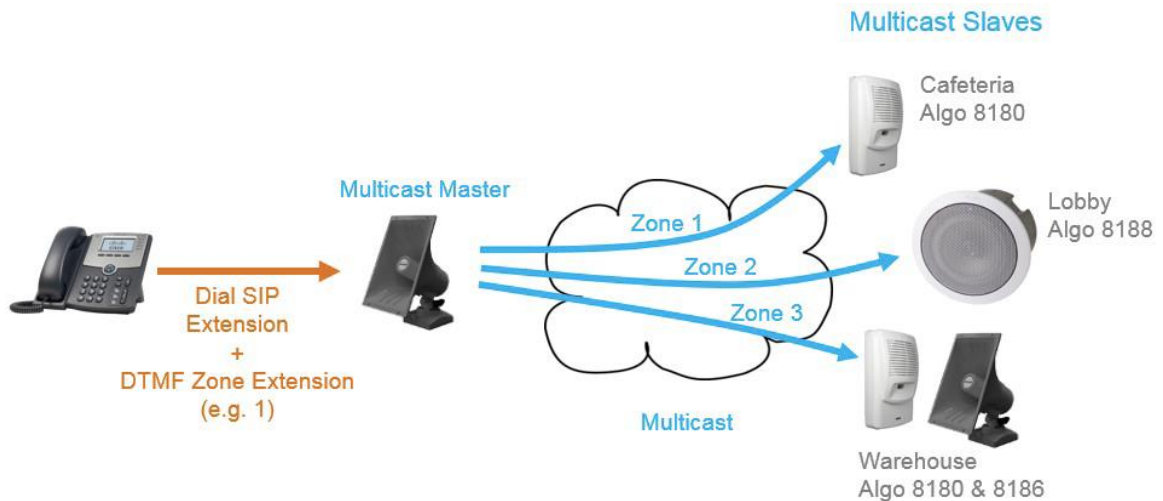 Multicast Slaves
Cafeteria
Algo 8180
Multicast Master
Zone 1
Lobby
Algo 8188
Zone 2
Dial SIP
Extension
+
DTMF Zone Extension
(e.g. 1)
Zone 3
Multicast
Warehouse
Algo 8180 & 8186